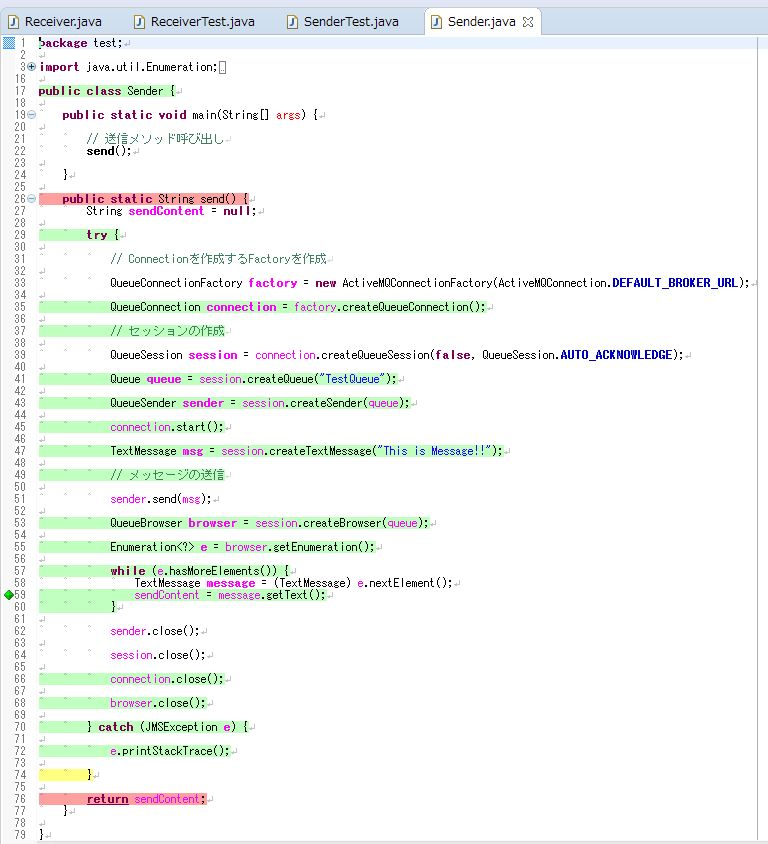 Receiver.java ReceiverTest.java SenderTest.java Sender.java
1 package test;
2
3 import java.util.Enumeration;
16
17 public class Sender {
18
19 public static void main(String[] args) {
20
21 // 送信メソッド呼び出し
22 send();
23
24 }
25
26 public static String send() {
27 String sendContent = null;
28
29 try {
30
31 // Connectionを作成するFactoryを作成
32
33 QueueConnectionFactory factory = new ActiveMQConnectionFactory(ActiveMQConnection.DEFAULT_BROKER_URL);
34
35 QueueConnection connection = factory.createQueueConnection();
36
37 // セッションの作成
38
39 QueueSession session = connection.createQueueSession(false, QueueSession.AUTO_ACKNOWLEDGE);
40
41 Queue queue = session.createQueue("TestQueue");
42
43 QueueSender sender = session.createSender(queue);
44
45 connection.start();
46
47 TextMessage msg = session.createTextMessage("This is Message!!");
48
49 // メッセージの送信
50
51 sender.send(msg);
52
53 QueueBrowser browser = session.createBrowser(queue);
54
55 Enumeration<?> e = browser.getEnumeration();
56
57 while (e.hasMoreElements()) {
58 TextMessage message = (TextMessage) e.nextElement();
59 sendContent = message.getText();
60 }
61
62 sender.close();
63
64 session.close();
65
66 connection.close();
67
68 browser.close();
69
70 } catch (JMSException e) {
71
72 e.printStackTrace();
73
74 }
75
76 return sendContent;
77 }
78
79 }